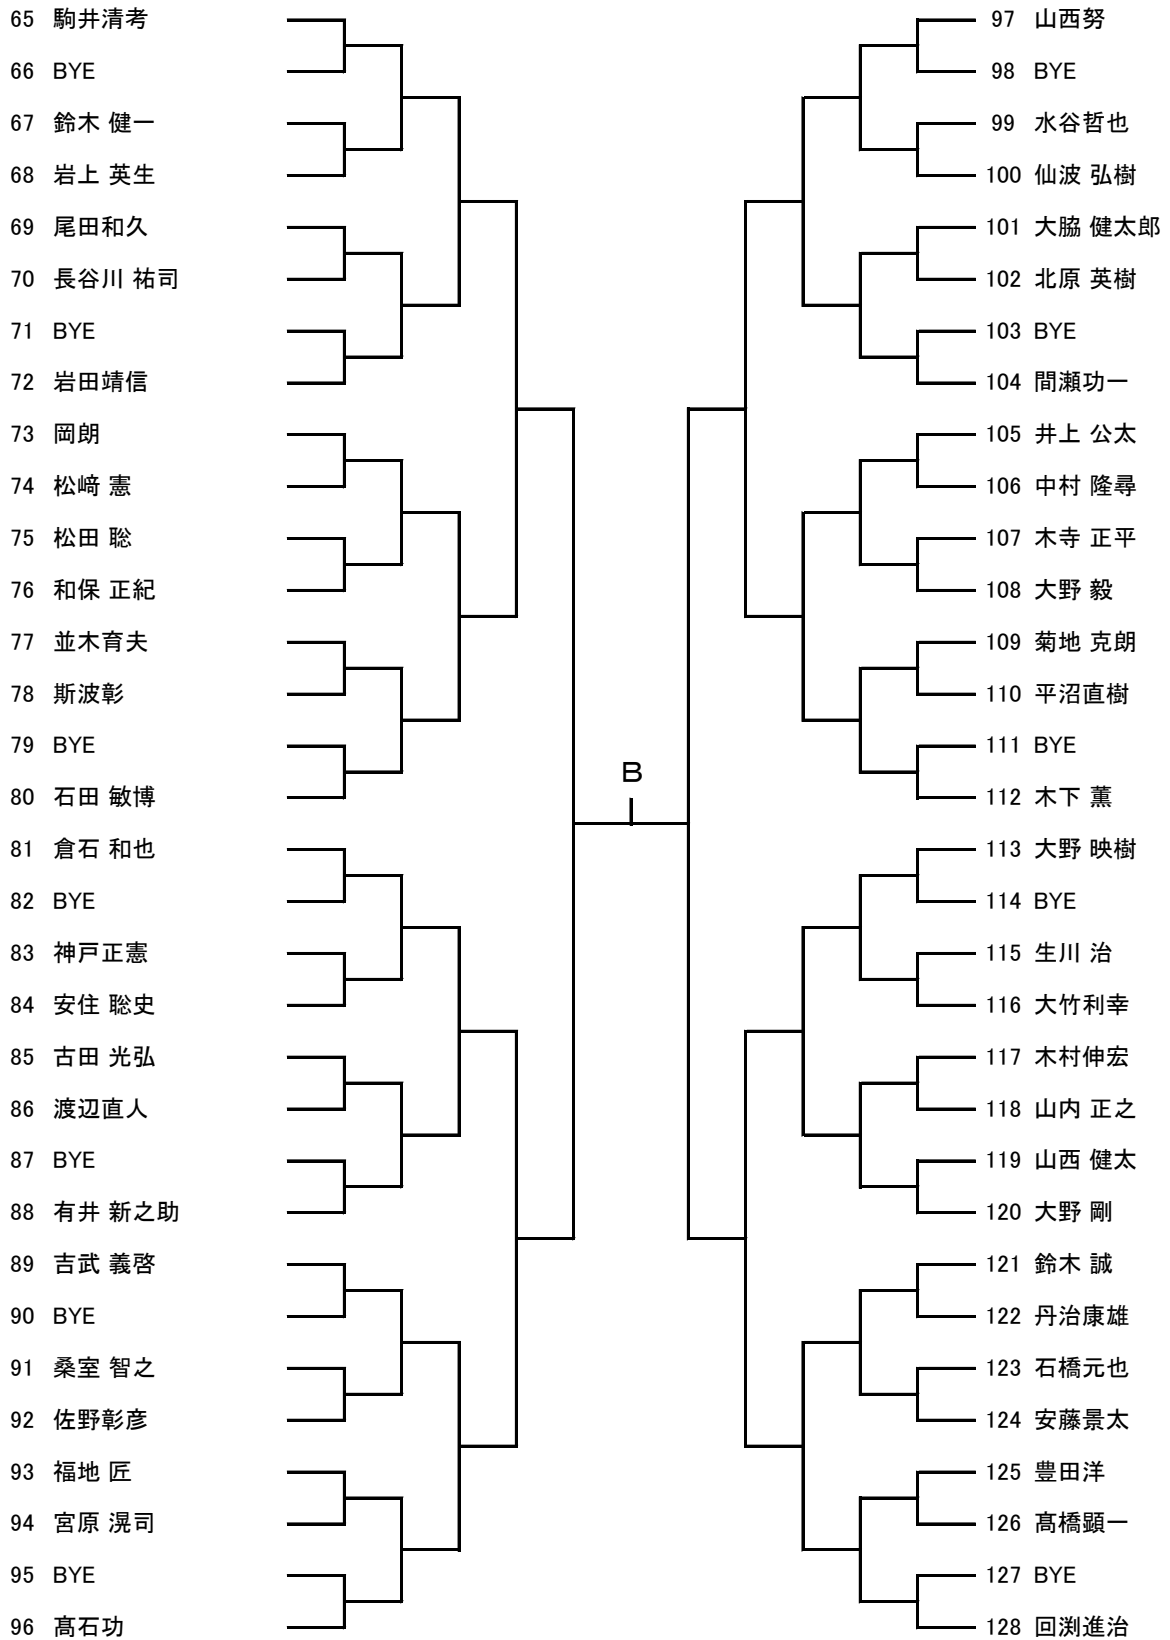 65 駒井清考
66 BYE
67 鈴木 健一
68 岩上 英生
69 尾田和久
70 長谷川 祐司
71 BYE
72 岩田靖信
73 岡朗
74 松﨑 憲
75 松田 聡
76 和保 正紀
77 並木育夫
78 斯波彰
79 BYE
80 石田 敏博
81 倉石 和也
82 BYE
83 神戸正憲
84 安住 聡史
85 古田 光弘
86 渡辺直人
87 BYE
88 有井 新之助
89 吉武 義啓
90 BYE
91 桑室 智之
92 佐野彰彦
93 福地 匠
94 宮原 滉司
95 BYE
96 髙石功
B
97 山西努
98 BYE
99 水谷哲也
100 仙波 弘樹
101 大脇 健太郎
102 北原 英樹
103 BYE
104 間瀬功一
105 井上 公太
106 中村 隆尋
107 木寺 正平
108 大野 毅
109 菊地 克朗
110 平沼直樹
111 BYE
112 木下 薫
113 大野 映樹
114 BYE
115 生川 治
116 大竹利幸
117 木村伸宏
118 山内 正之
119 山西 健太
120 大野 剛
121 鈴木 誠
122 丹治康雄
123 石橋元也
124 安藤景太
125 豊田洋
126 髙橋顕一
127 BYE
128 回渕進治